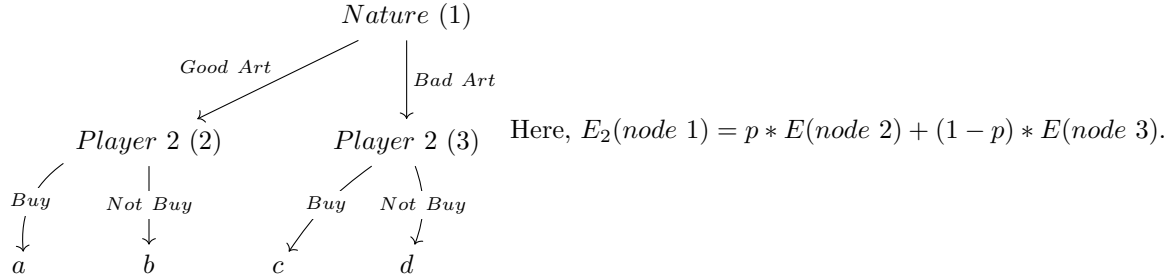 Nature (1)
Good Art
Bad Art
Player 2 (2)
Player 2 (3)
Here, E₂(node 1) = p ∗ E(node 2) + (1 − p) ∗ E(node 3).
Buy
Not Buy
Buy
Not Buy
a
b
c
d